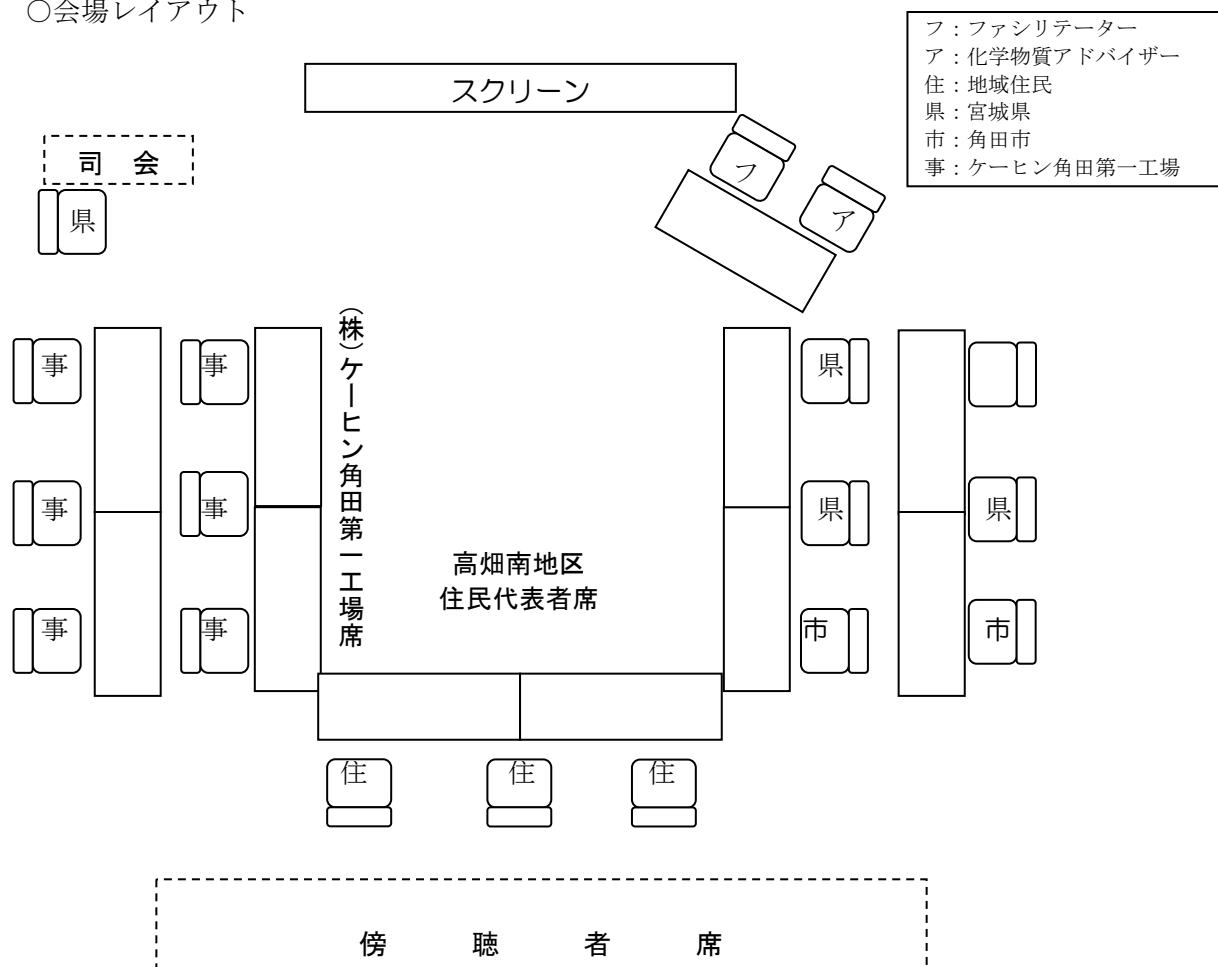 ○会場レイアウト
フ：ファシリテーター
ア：化学物質アドバイザー
住：地域住民
県：宮城県
市：角田市
事：ケーヒン角田第一工場
スクリーン
司 会
県
フ
ア
事
事
県
事
事
県
県
事
事
市
市
(株)ケーヒン角田第一工場席
高畑南地区
住民代表者席
住
住
住
傍 聴 者 席